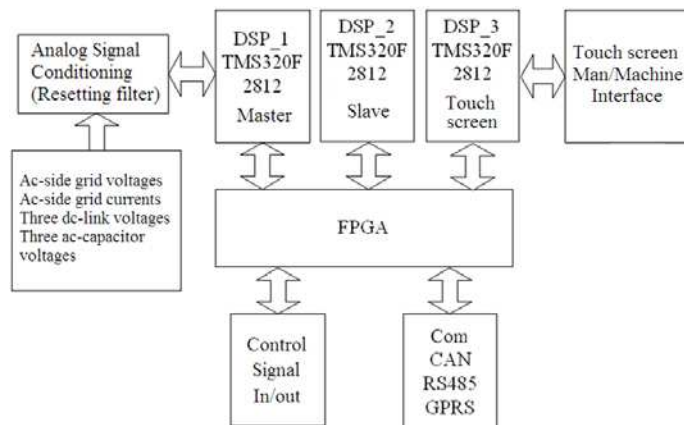 Analog Signal
Conditioning
(Resetting filter)
DSP_1
TMS320F
2812
Master
DSP_2
TMS320F
2812
Slave
DSP_3
TMS320F
2812
Touch
screen
Touch screen
Man/Machine
Interface
Ac-side grid voltages
Ac-side grid currents
Three dc-link voltages
Three ac-capacitor
voltages
FPGA
Control
Signal
In/out
Com
CAN
RS485
GPRS